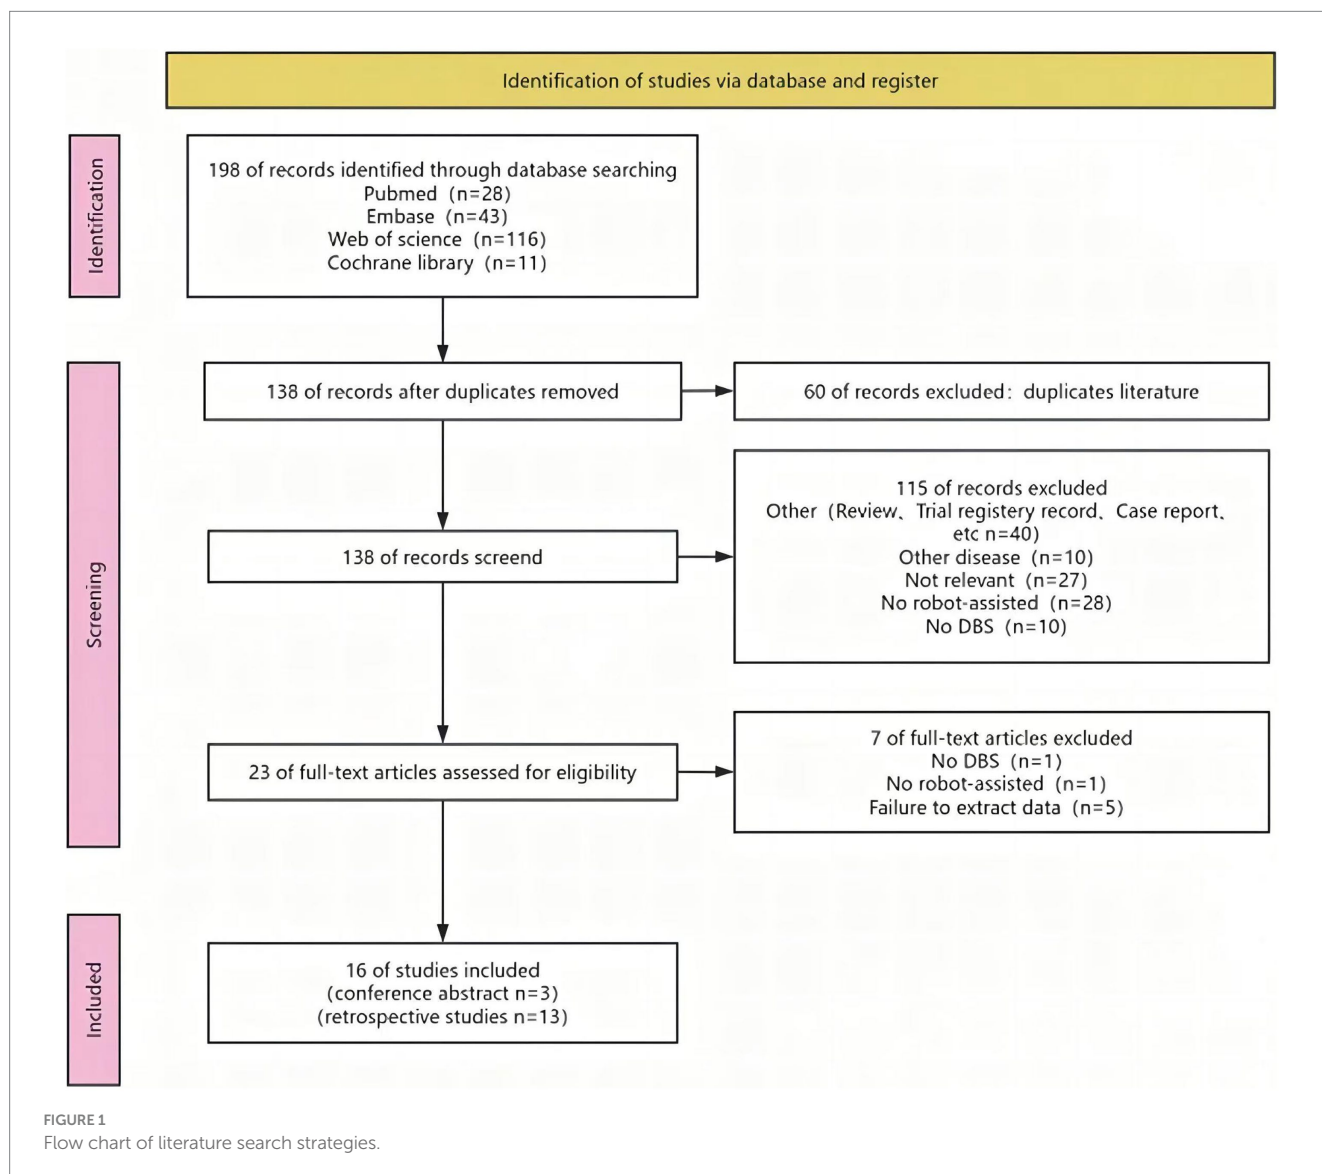 Identification of studies via database and register
Identification
198 of records identified through database searching
Pubmed (n=28)
Embase (n=43)
Web of science (n=116)
Cochrane library (n=11)
Screening
138 of records after duplicates removed
60 of records excluded: duplicates literature
138 of records screend
115 of records excluded
Other (Review、Trial registery record、Case report、
etc n=40)
Other disease (n=10)
Not relevant (n=27)
No robot-assisted (n=28)
No DBS (n=10)
23 of full-text articles assessed for eligibility
7 of full-text articles excluded
No DBS (n=1)
No robot-assisted (n=1)
Failure to extract data (n=5)
Included
16 of studies included
(conference abstract n=3)
(retrospective studies n=13)
FIGURE 1
Flow chart of literature search strategies.